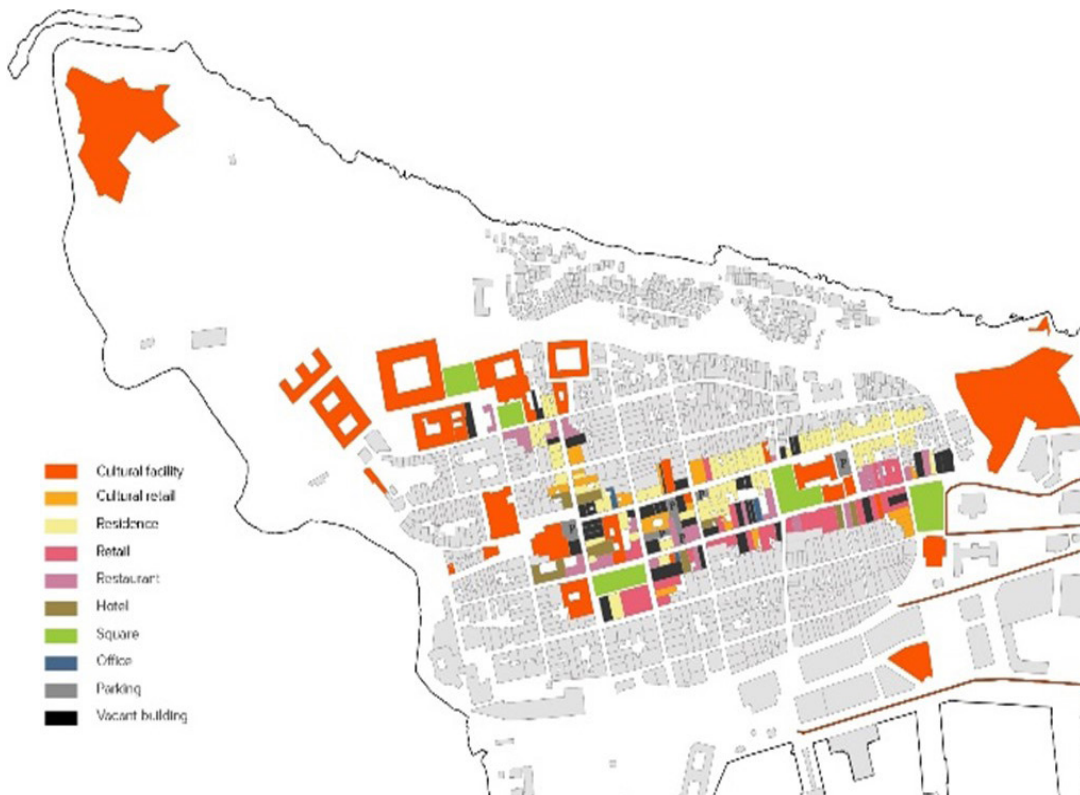 Cultural facility
Cultural retail
Residence
Retail
Restaurant
Hotel
Square
Office
Parking
Vacant building
P